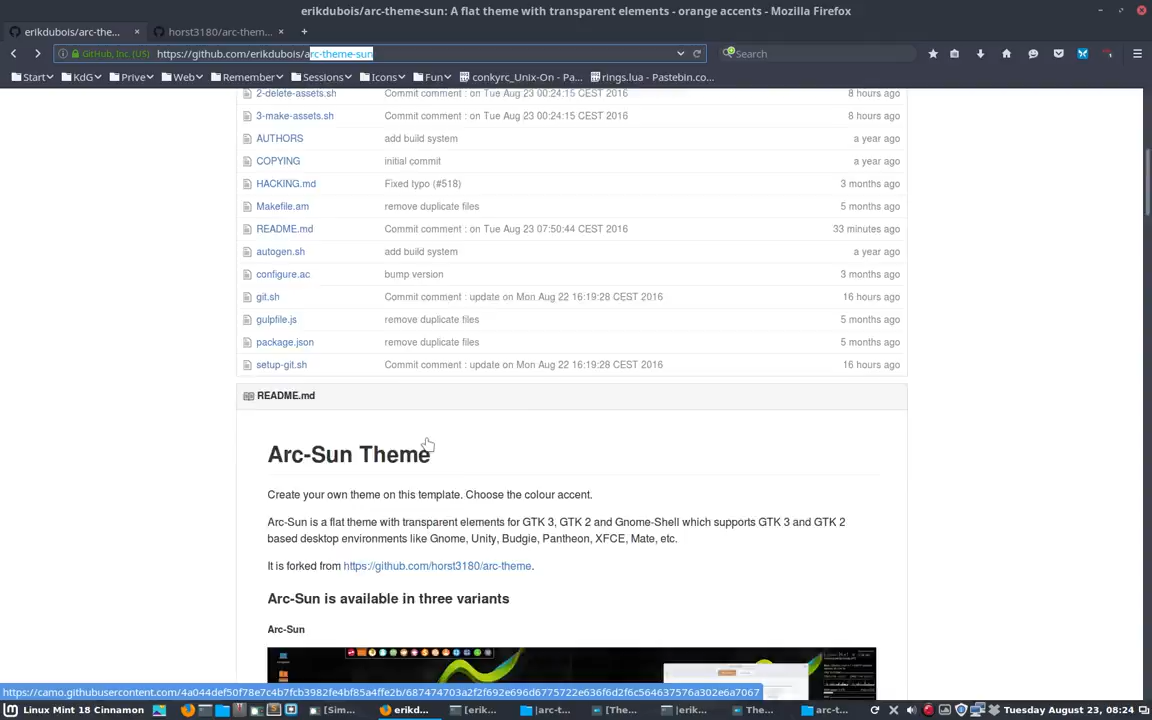 erikdubois/arc-theme-sun: A flat theme with transparent elements - orange accents - Mozilla Firefox
erikdubois/arc-the...
horst3180/arc-them...
GitHub, Inc. (US)
https://github.com/erikdubois/arc-theme-sun
Search
Start
KdG
Prive
Web
Remember
Sessions
Icons
Fun
conkyrc_Unix-On - Pa...
rings.lua - Pastebin.co...
2-delete-assets.sh Commit comment : on Tue Aug 23 00:24:15 CEST 2016 8 hours ago
3-make-assets.sh Commit comment : on Tue Aug 23 00:24:15 CEST 2016 8 hours ago
AUTHORS add build system a year ago
COPYING initial commit a year ago
HACKING.md Fixed typo (#518) 3 months ago
Makefile.am remove duplicate files 5 months ago
README.md Commit comment : on Tue Aug 23 07:50:44 CEST 2016 33 minutes ago
autogen.sh add build system a year ago
configure.ac bump version 3 months ago
git.sh Commit comment : update on Mon Aug 22 16:19:28 CEST 2016 16 hours ago
gulpfile.js remove duplicate files 5 months ago
package.json remove duplicate files 5 months ago
setup-git.sh Commit comment : update on Mon Aug 22 16:19:28 CEST 2016 16 hours ago
README.md
Arc-Sun Theme
Create your own theme on this template. Choose the colour accent.
Arc-Sun is a flat theme with transparent elements for GTK 3, GTK 2 and Gnome-Shell which supports GTK 3 and GTK 2
based desktop environments like Gnome, Unity, Budgie, Pantheon, XFCE, Mate, etc.
It is forked from https://github.com/horst3180/arc-theme.
Arc-Sun is available in three variants
Arc-Sun
https://camo.githubusercontent.com/4a044def50f78e7c4b7fcb3982fe4bf85a4ffe2b/687474703a2f2f692e696d6775722e636f6d2f6c564637576a302e6a7067
Linux Mint 18 Cinnamon
[Sim...
erikd...
[erik...
|arc-t...
[The...
|erik...
The...
arc-t...
Tuesday August 23, 08:24